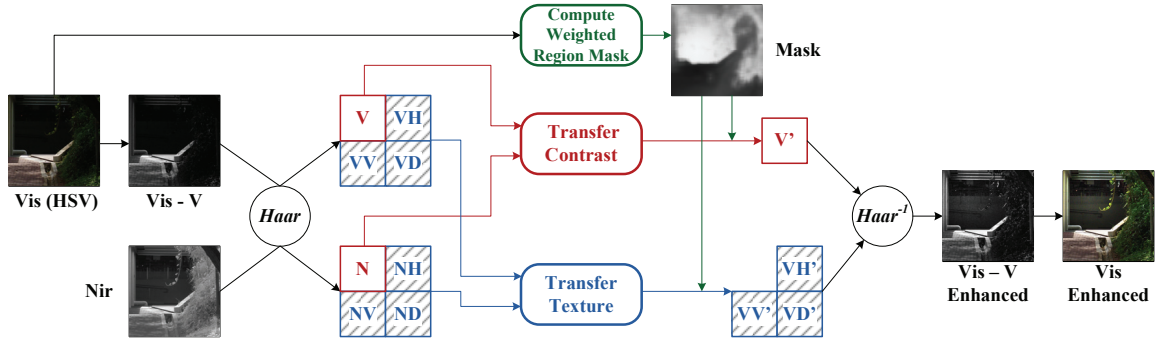 Compute
Weighted
Region Mask
Mask
Vis (HSV)
Vis - V
V
VH
VV
VD
Transfer
Contrast
V’
Haar
Haar⁻¹
Nir
N
NH
NV
ND
Transfer
Texture
VH’
VV’
VD’
Vis – V
Enhanced
Vis
Enhanced